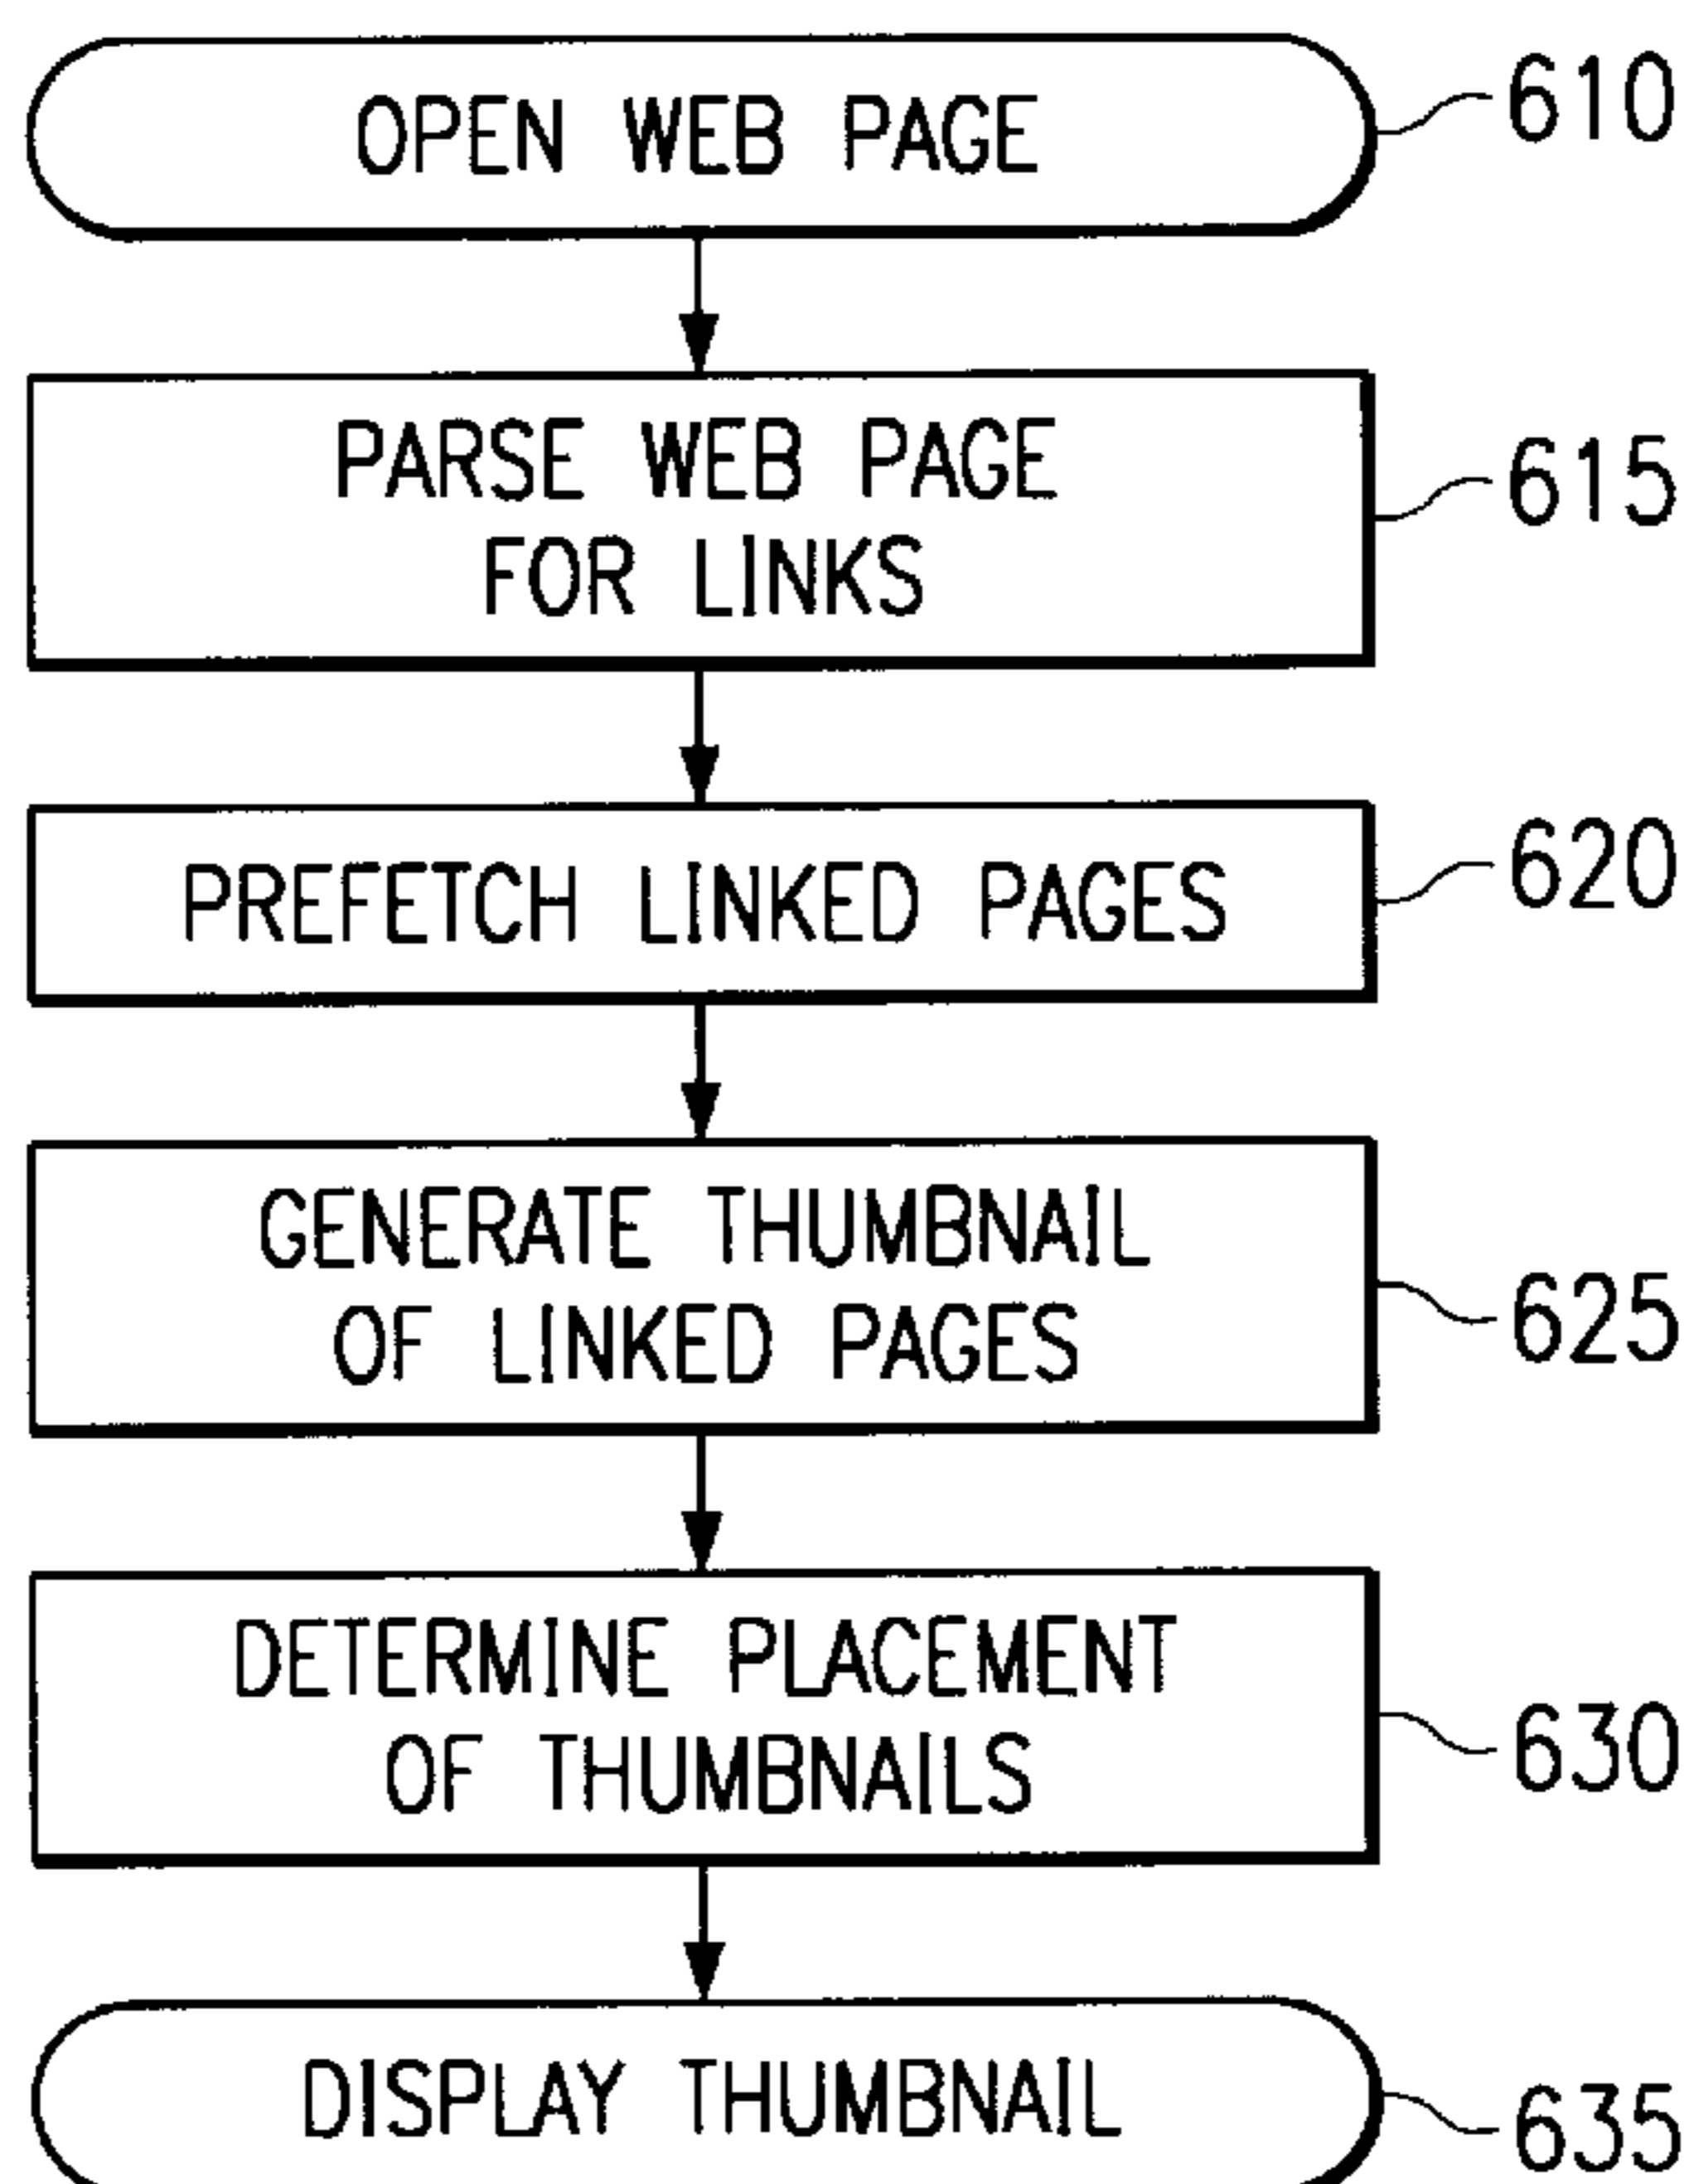 OPEN WEB PAGE
610
PARSE WEB PAGE
FOR LINKS
615
PREFETCH LINKED PAGES
620
GENERATE THUMBNAIL
OF LINKED PAGES
625
DETERMINE PLACEMENT
OF THUMBNAILS
630
DISPLAY THUMBNAIL
635